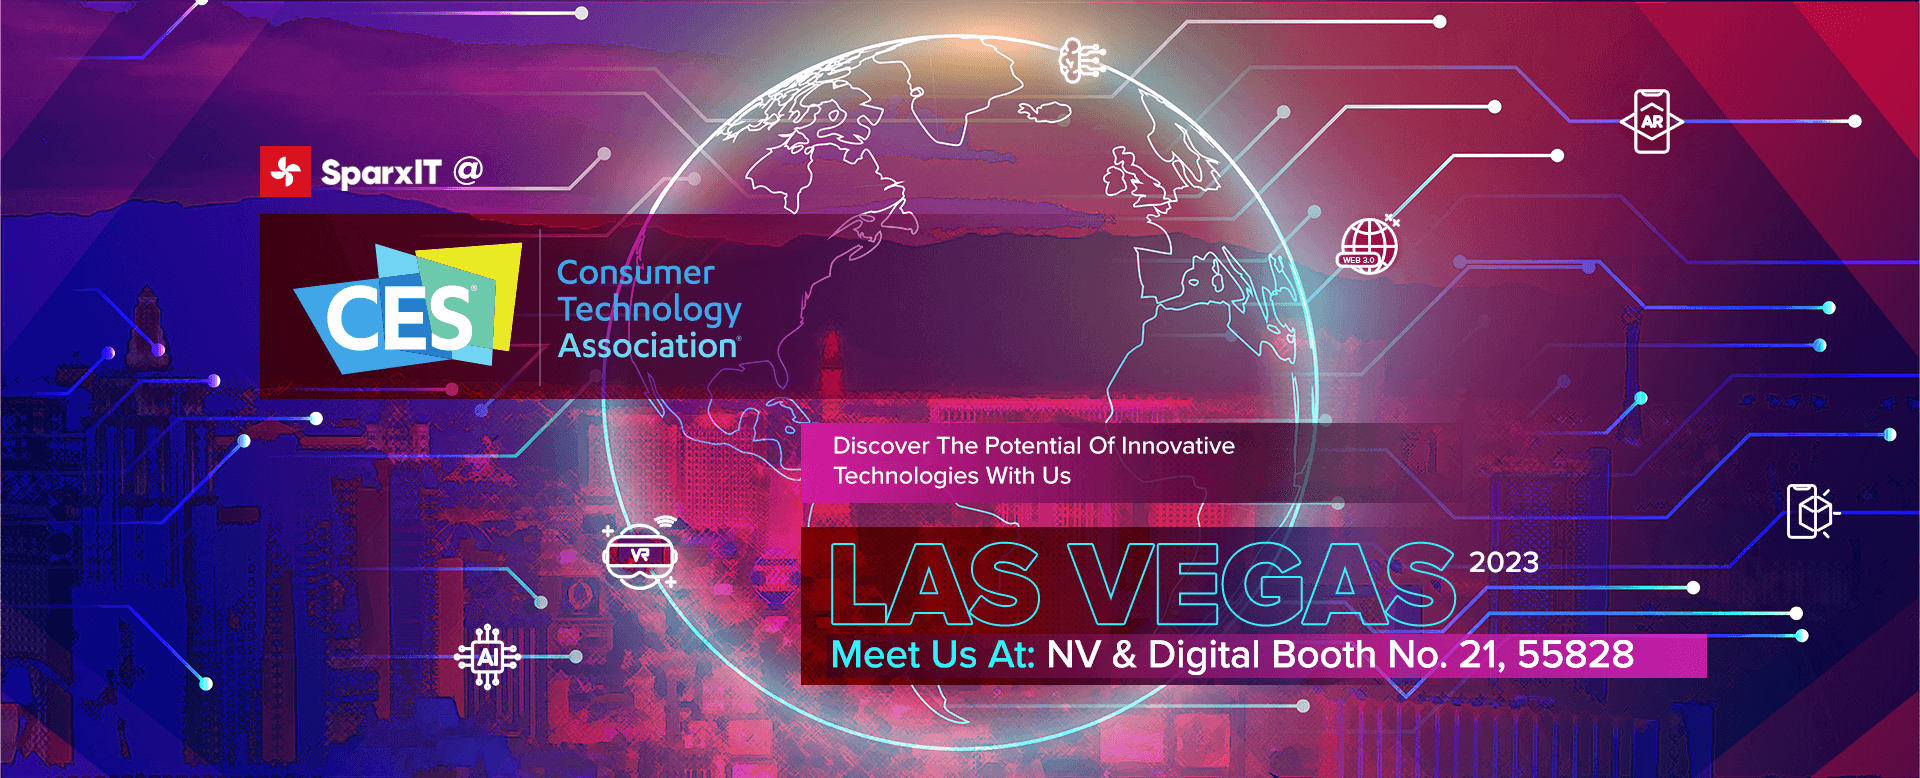 SparxIT @
CES®
Consumer
Technology
Association®
Discover The Potential Of Innovative
Technologies With Us
LAS VEGAS 2023
Meet Us At: NV & Digital Booth No. 21, 55828
AR
WEB 3.0
VR
AI